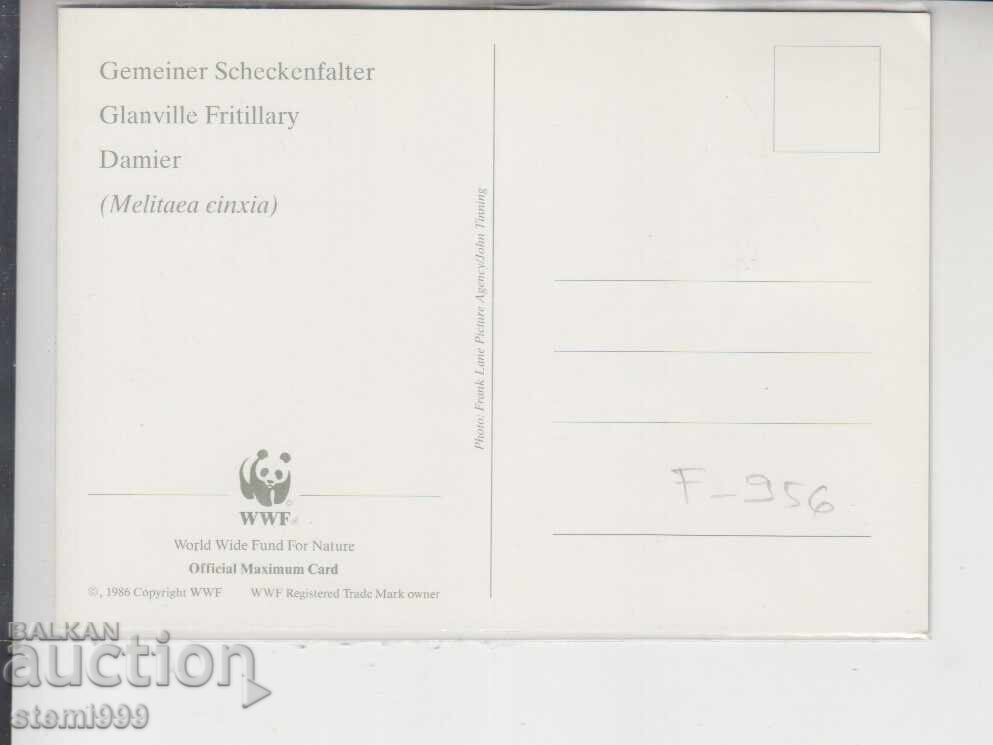 Gemeiner Scheckenfalter
Glanville Fritillary
Damier
(Melitaea cinxia)
Photo: Frank Lane Picture Agency/John Tinning
F-956
WWF
World Wide Fund For Nature
Official Maximum Card
©, 1986 Copyright WWF WWF Registered Trade Mark owner
BALKAN
auction
stemi999